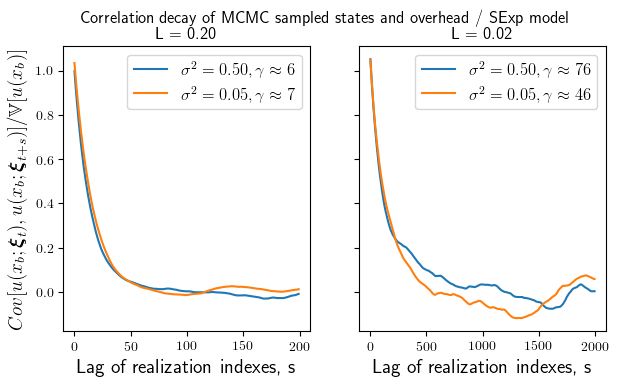 Correlation decay of MCMC sampled states and overhead / SExp model
L = 0.20
L = 0.02
Cov[u(x_b; ξ_t), u(x_b; ξ_{t+s})]/𝕍[u(x_b)]
1.0
0.8
0.6
0.4
0.2
0.0
σ² = 0.50, γ ≈ 6
σ² = 0.05, γ ≈ 7
σ² = 0.50, γ ≈ 76
σ² = 0.05, γ ≈ 46
0 50 100 150 200
0 500 1000 1500 2000
Lag of realization indexes, s
Lag of realization indexes, s